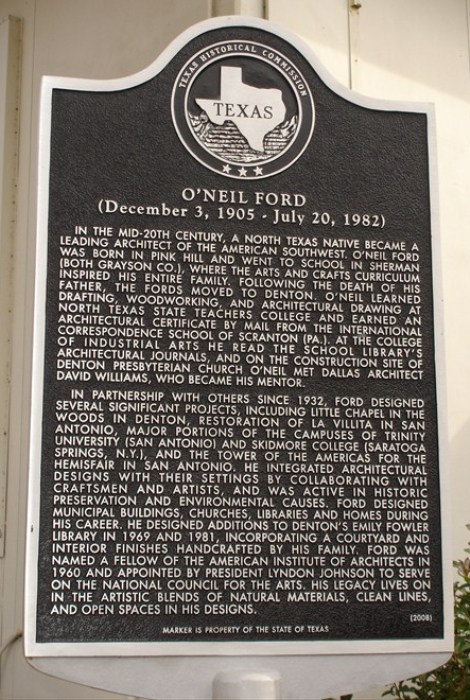 TEXAS HISTORICAL COMMISSION
TEXAS
O'NEIL FORD
(December 3, 1905 - July 20, 1982)
IN THE MID-20TH CENTURY, A NORTH TEXAS NATIVE BECAME A
LEADING ARCHITECT OF THE AMERICAN SOUTHWEST. O'NEIL FORD
WAS BORN IN PINK HILL AND WENT TO SCHOOL IN SHERMAN
(BOTH GRAYSON CO.), WHERE THE ARTS AND CRAFTS CURRICULUM
INSPIRED HIS ENTIRE FAMILY. FOLLOWING THE DEATH OF HIS
FATHER, THE FORDS MOVED TO DENTON. O'NEIL LEARNED
DRAFTING, WOODWORKING, AND ARCHITECTURAL DRAWING AT
NORTH TEXAS STATE TEACHERS COLLEGE AND EARNED AN
ARCHITECTURAL CERTIFICATE BY MAIL FROM THE INTERNATIONAL
CORRESPONDENCE SCHOOL OF SCRANTON (PA.). AT THE COLLEGE
OF INDUSTRIAL ARTS HE READ THE SCHOOL LIBRARY'S
ARCHITECTURAL JOURNALS, AND ON THE CONSTRUCTION SITE OF
DENTON PRESBYTERIAN CHURCH O'NEIL MET DALLAS ARCHITECT
DAVID WILLIAMS, WHO BECAME HIS MENTOR.
IN PARTNERSHIP WITH OTHERS SINCE 1932, FORD DESIGNED
SEVERAL SIGNIFICANT PROJECTS, INCLUDING LITTLE CHAPEL IN THE
WOODS IN DENTON, RESTORATION OF LA VILLITA IN SAN
ANTONIO, MAJOR PORTIONS OF THE CAMPUSES OF TRINITY
UNIVERSITY (SAN ANTONIO) AND SKIDMORE COLLEGE (SARATOGA
SPRINGS, N.Y.), AND THE TOWER OF THE AMERICAS FOR THE
HEMISFAIR IN SAN ANTONIO. HE INTEGRATED ARCHITECTURAL
DESIGNS WITH THEIR SETTINGS BY COLLABORATING WITH
CRAFTSMEN AND ARTISTS, AND WAS ACTIVE IN HISTORIC
PRESERVATION AND ENVIRONMENTAL CAUSES. FORD DESIGNED
MUNICIPAL BUILDINGS, CHURCHES, LIBRARIES AND HOMES DURING
HIS CAREER. HE DESIGNED ADDITIONS TO DENTON'S EMILY FOWLER
LIBRARY IN 1969 AND 1981, INCORPORATING A COURTYARD AND
INTERIOR FINISHES HANDCRAFTED BY HIS FAMILY. FORD WAS
NAMED A FELLOW OF THE AMERICAN INSTITUTE OF ARCHITECTS IN
1960 AND APPOINTED BY PRESIDENT LYNDON JOHNSON TO SERVE
ON THE NATIONAL COUNCIL FOR THE ARTS. HIS LEGACY LIVES ON
IN THE ARTISTIC BLENDS OF NATURAL MATERIALS, CLEAN LINES,
AND OPEN SPACES IN HIS DESIGNS.
(2008)
MARKER IS PROPERTY OF THE STATE OF TEXAS